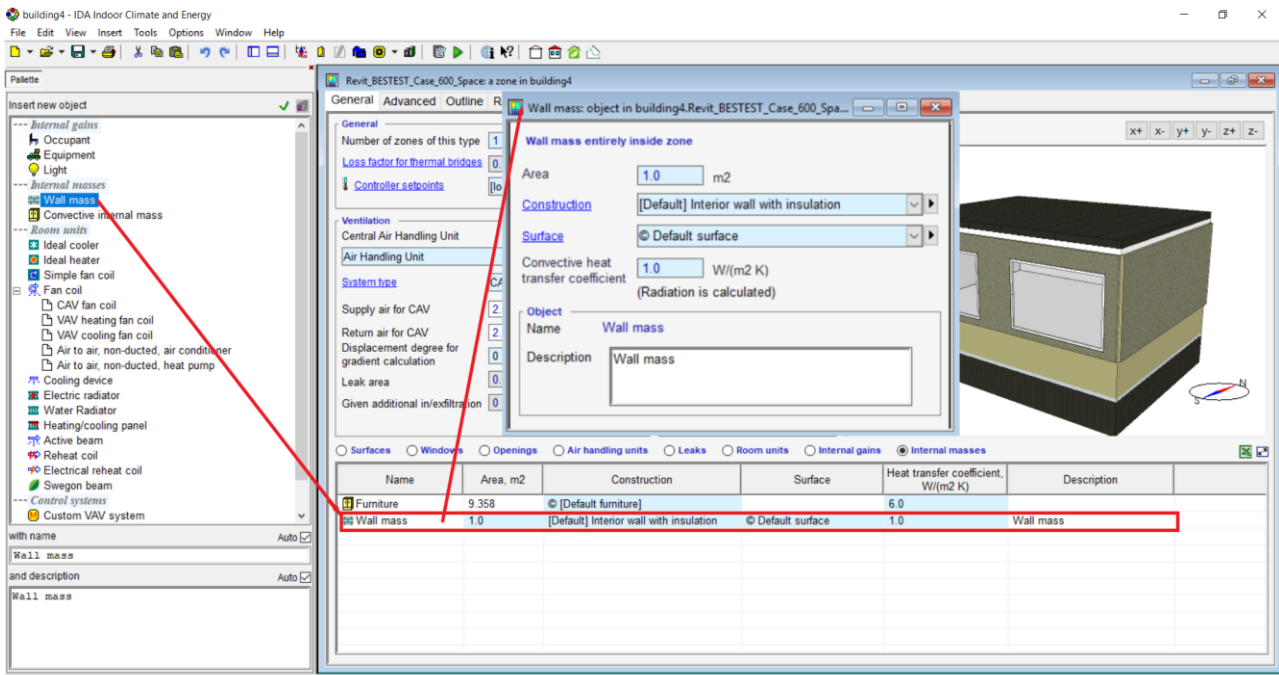 building4 - IDA Indoor Climate and Energy
File Edit View Insert Tools Options Window Help
Palette
Insert new object
--- Internal gains
Occupant
Equipment
Light
--- Internal masses
Wall mass
Convective internal mass
--- Room units
Ideal cooler
Ideal heater
Simple fan coil
Fan coil
CAV fan coil
VAV heating fan coil
VAV cooling fan coil
Air to air, non-ducted, air conditioner
Air to air, non-ducted, heat pump
Cooling device
Electric radiator
Water Radiator
Heating/cooling panel
Active beam
Reheat coil
Electrical reheat coil
Swegon beam
--- Control systems
Custom VAV system
with name Auto
Wall mass
and description Auto
Wall mass
Revit_BESTEST_Case_600_Space: a zone in building4
General Advanced Outline R
General
Number of zones of this type 1
Loss factor for thermal bridges 0.
Controller setpoints [lo
Ventilation
Central Air Handling Unit
Air Handling Unit
System type CA
Supply air for CAV 2.
Return air for CAV 2.
Displacement degree for
gradient calculation 0
Leak area 0.
Given additional in/exfiltration 0
Wall mass: object in building4.Revit_BESTEST_Case_600_Spa...
Wall mass entirely inside zone
Area 1.0 m2
Construction [Default] Interior wall with insulation
Surface © Default surface
Convective heat
transfer coefficient 1.0 W/(m2 K)
(Radiation is calculated)
Object
Name Wall mass
Description Wall mass
x+ x- y+ y- z+ z-
N
S
Surfaces Windows Openings Air handling units Leaks Room units Internal gains Internal masses
Name Area, m2 Construction Surface Heat transfer coefficient, W/(m2 K) Description
Furniture 9.358 © [Default furniture] 6.0
Wall mass 1.0 [Default] Interior wall with insulation © Default surface 1.0 Wall mass